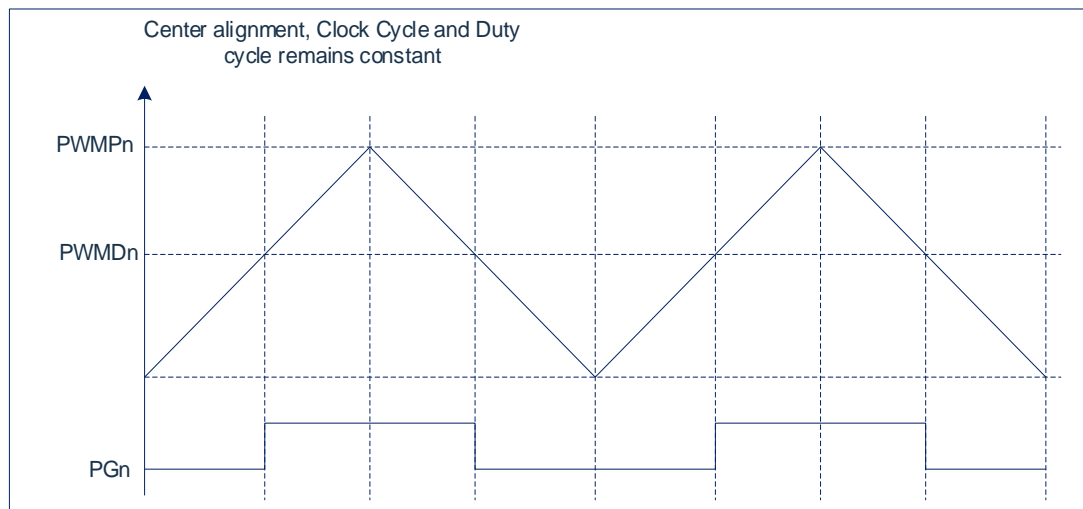 Center alignment, Clock Cycle and Duty
cycle remains constant
PWMPn
PWMDn
PGn